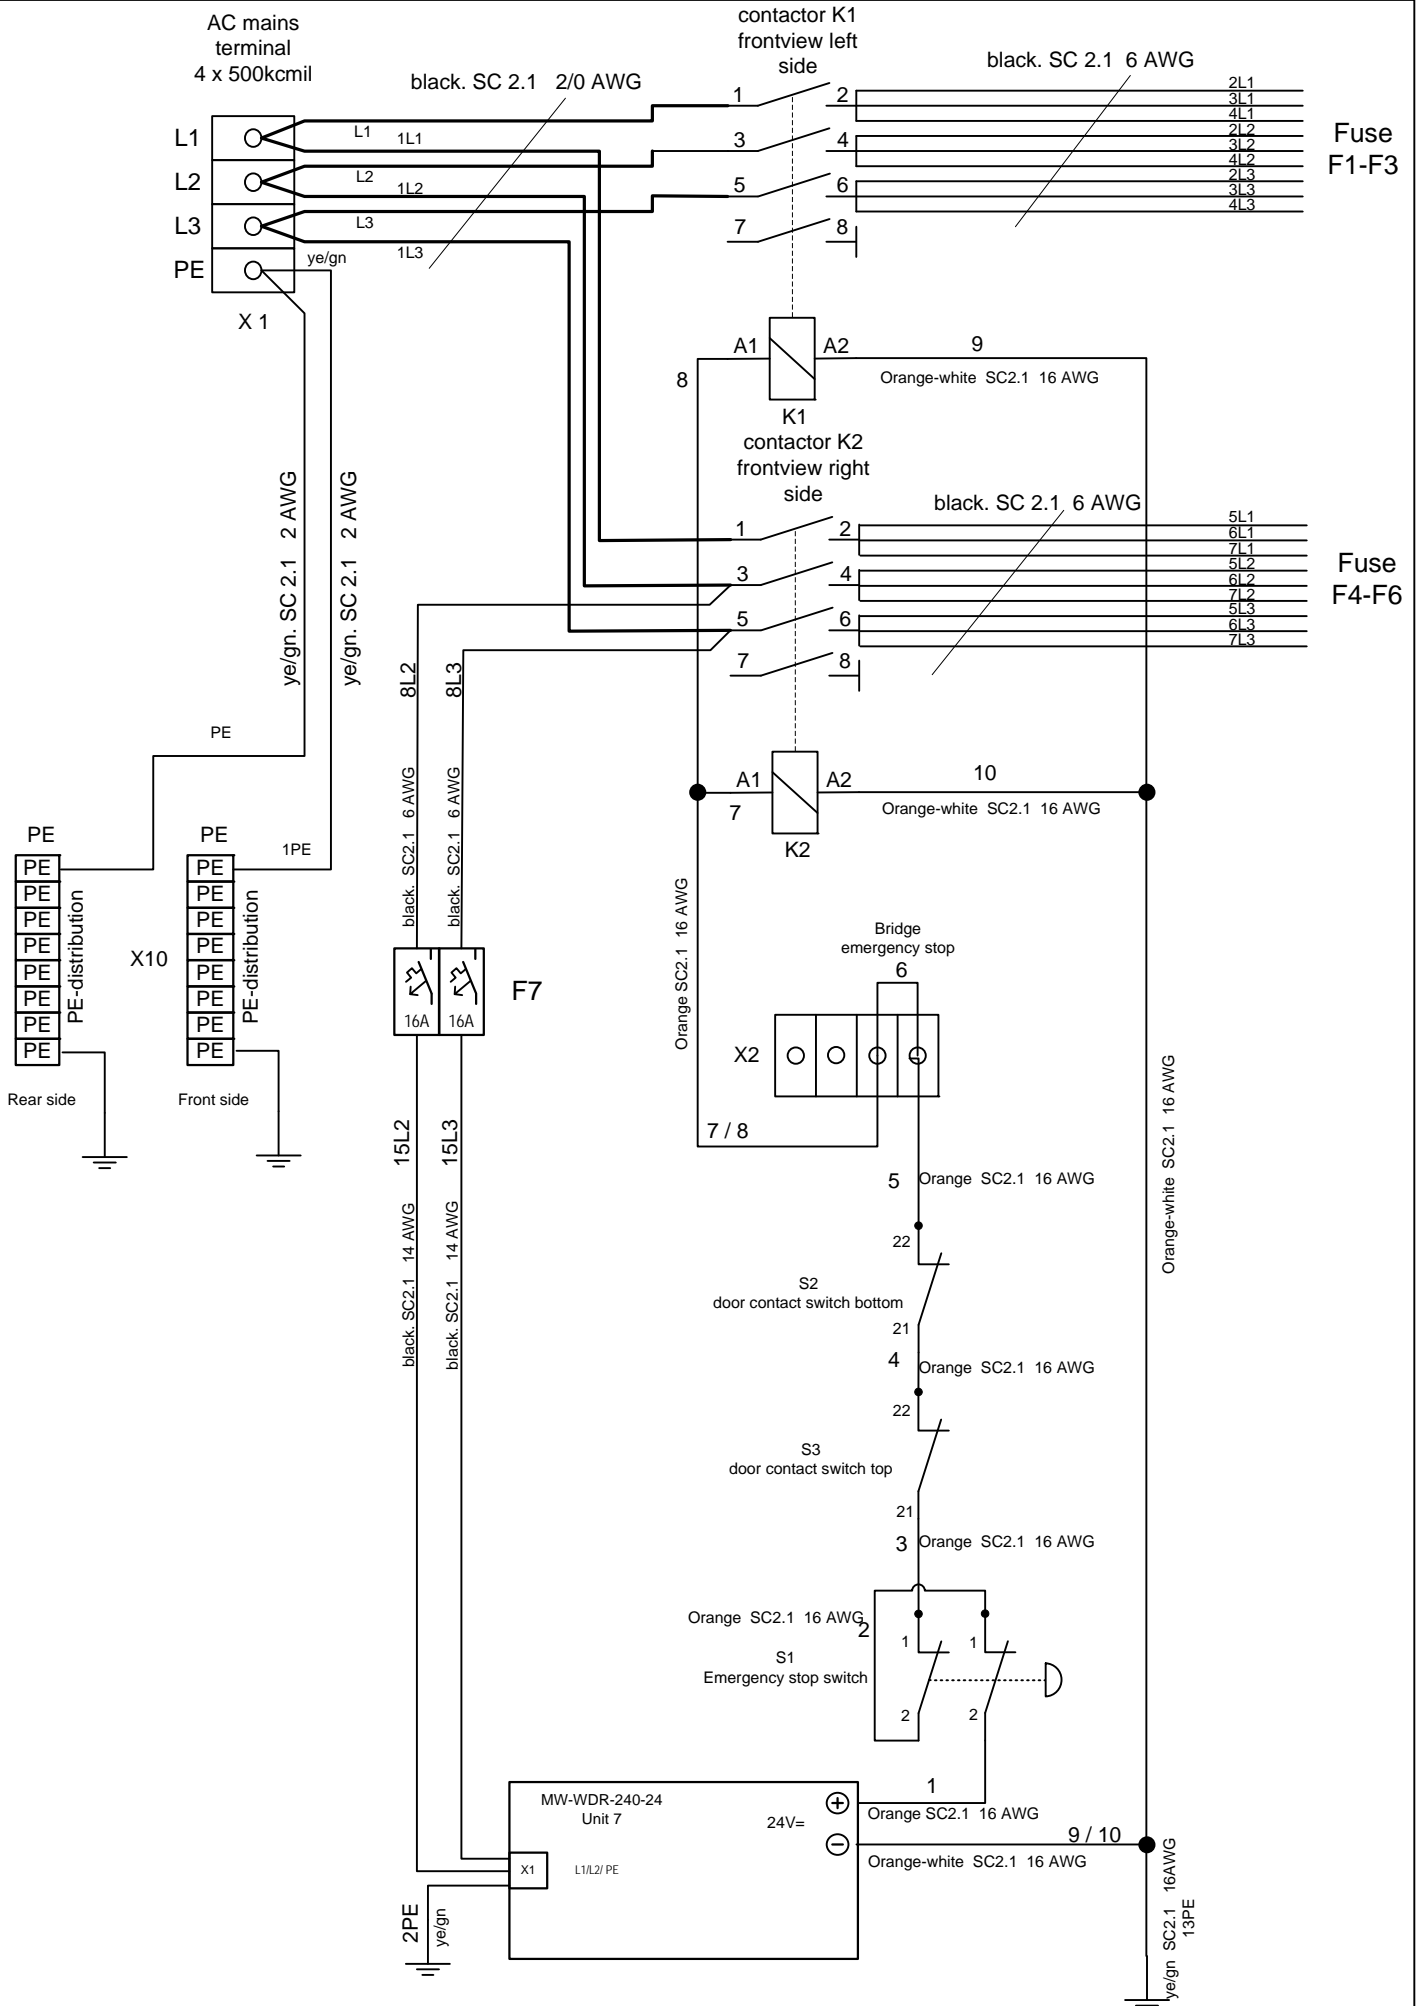 AC mains
terminal
4 x 500kcmil
contactor K1
frontview left
side
black. SC 2.1 2/0 AWG
black. SC 2.1 6 AWG
L1
L2
L3
PE
X 1
L1
1L1
L2
1L2
L3
1L3
ye/gn
1
2
3
4
5
6
7
8
2L1
3L1
4L1
2L2
3L2
4L2
2L3
3L3
4L3
Fuse
F1-F3
A1
A2
8
9
Orange-white SC2.1 16 AWG
K1
contactor K2
frontview right
side
black. SC 2.1 6 AWG
ye/gn. SC 2.1 2 AWG
ye/gn. SC 2.1 2 AWG
1
2
3
4
5
6
7
8
5L1
6L1
7L1
5L2
6L2
7L2
5L3
6L3
7L3
Fuse
F4-F6
8L2
8L3
black. SC2.1 6 AWG
black. SC2.1 6 AWG
PE
1PE
A1
A2
7
10
Orange-white SC2.1 16 AWG
K2
PE
PE
PE
PE
PE
PE
PE
PE
PE
PE-distribution
Rear side
X10
PE
PE
PE
PE
PE
PE
PE
PE
PE
PE-distribution
Front side
16A
16A
F7
Orange SC2.1 16 AWG
Bridge
emergency stop
6
X2
7 / 8
Orange-white SC2.1 16 AWG
15L2
15L3
black. SC2.1 14 AWG
black. SC2.1 14 AWG
5
Orange SC2.1 16 AWG
22
S2
door contact switch bottom
21
4
Orange SC2.1 16 AWG
22
S3
door contact switch top
21
3
Orange SC2.1 16 AWG
Orange SC2.1 16 AWG
2
1
1
S1
Emergency stop switch
2
2
MW-WDR-240-24
Unit 7
24V=
X1
L1/L2/ PE
1
Orange SC2.1 16 AWG
9 / 10
Orange-white SC2.1 16 AWG
2PE
ye/gn
ye/gn SC2.1 16AWG
13PE